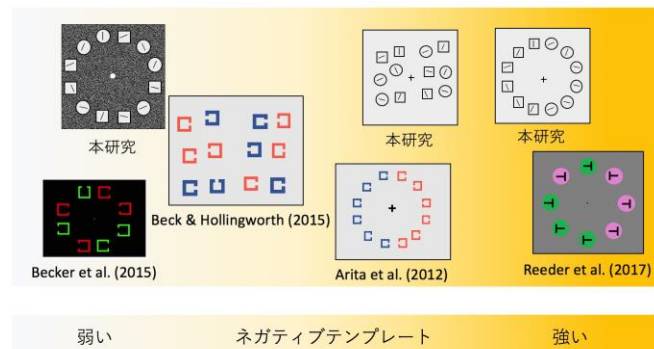 本研究
本研究
本研究
Beck & Hollingworth (2015)
Becker et al. (2015)
Arita et al. (2012)
Reeder et al. (2017)
弱い
ネガティブテンプレート
強い